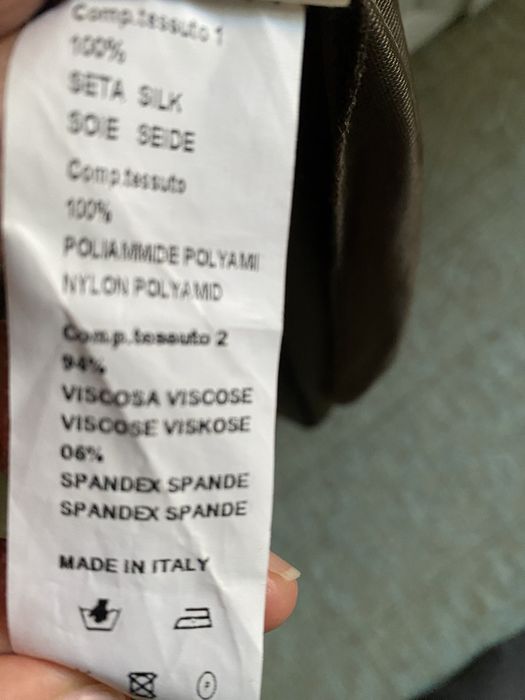 Comp.tessuto 1
100%
SETA SILK
SOIE SEIDE
Comp.tessuto
100%
POLIAMMIDE POLYAMI
NYLON POLYAMID
Comp.tessuto 2
94%
VISCOSA VISCOSE
VISCOSE VISKOSE
06%
SPANDEX SPANDE
SPANDEX SPANDE
MADE IN ITALY
P